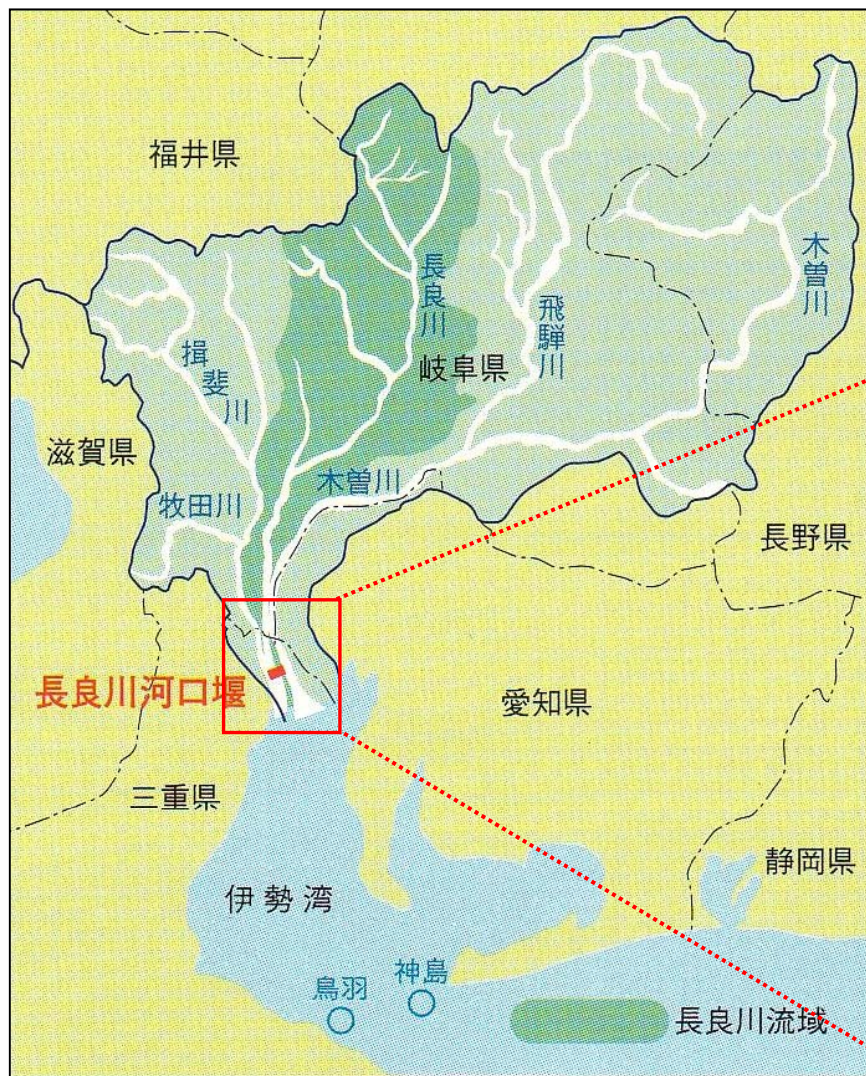 福井県
木曽川
長良川
飛騨川
揖斐川
岐阜県
滋賀県
木曽川
牧田川
長野県
長良川河口堰
愛知県
三重県
静岡県
伊勢湾
神島
鳥羽
長良川流域